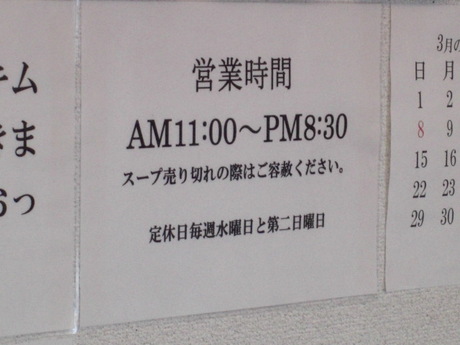 キム
きま
おっ
営業時間
AM11:00～PM8:30
スープ売り切れの際はご容赦ください。
定休日毎週水曜日と第二日曜日
3月の
日 月
1 2
8 9
15 16
22 23
29 30